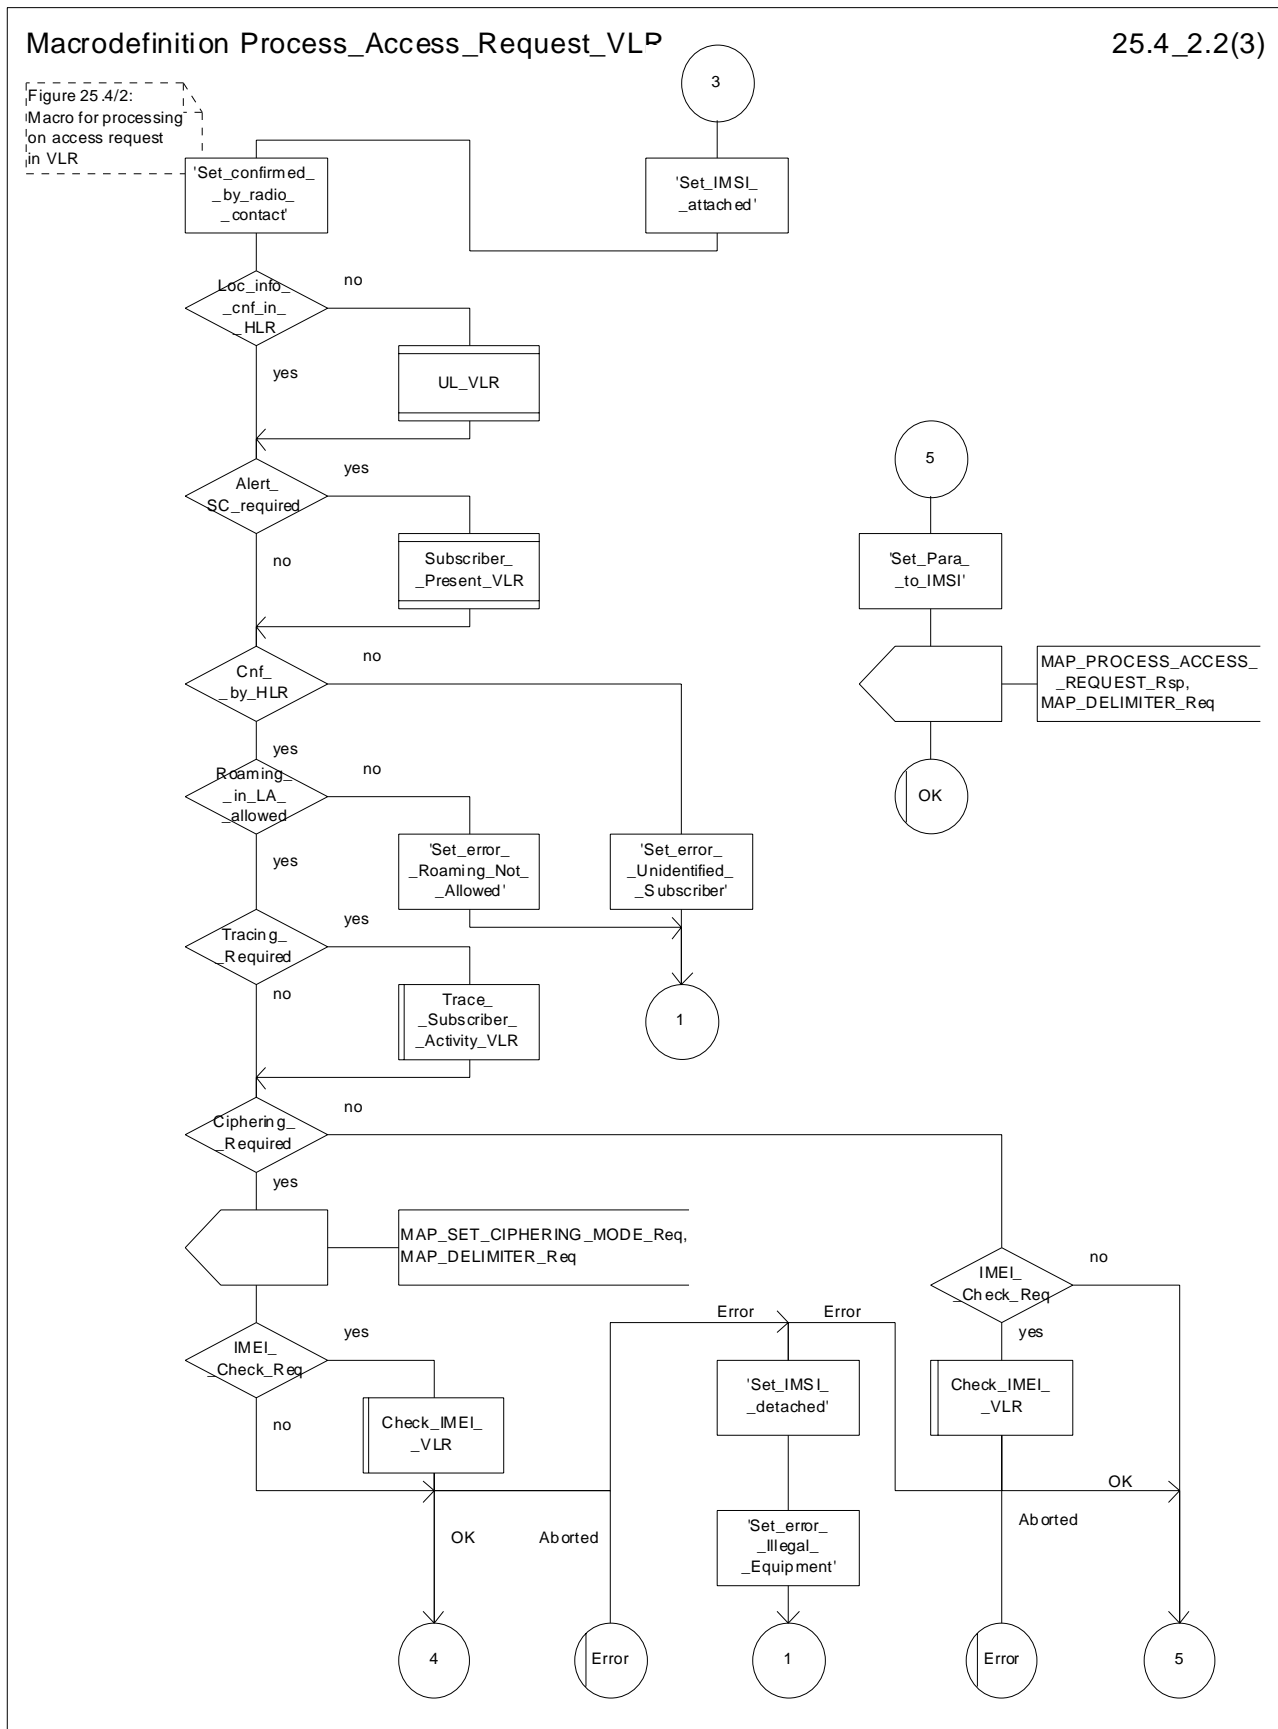 Macrodefinition Process_Access_Request_VLR
25.4_2.2(3)
Figure 25.4/2:
Macro for processing
on access request
in VLR
3
'Set_confirmed_
_by_radio_
_contact'
'Set_IMSI_
_attached'
Loc_info_
_cnf_in_
_HLR
no
yes
UL_VLR
Alert_
SC_required
yes
no
Subscriber_
_Present_VLR
5
'Set_Para_
_to_IMSI'
Cnf_
_by_HLR
no
yes
MAP_PROCESS_ACCESS_
_REQUEST_Rsp,
MAP_DELIMITER_Req
OK
Roaming_
_in_LA_
_allowed
no
yes
'Set_error_
_Roaming_Not_
_Allowed'
'Set_error_
_Unidentified_
_Subscriber'
Tracing_
_Required
yes
no
Trace_
_Subscriber_
_Activity_VLR
1
Ciphering_
_Required
no
yes
MAP_SET_CIPHERING_MODE_Req,
MAP_DELIMITER_Req
IMEI_
_Check_Req
no
yes
IMEI_
_Check_Req
yes
no
Error
Error
Check_IMEI_
_VLR
'Set_IMSI_
_detached'
Check_IMEI_
_VLR
OK
Aborted
'Set_error_
_Illegal_
_Equipment'
OK
Aborted
4
Error
1
Error
5